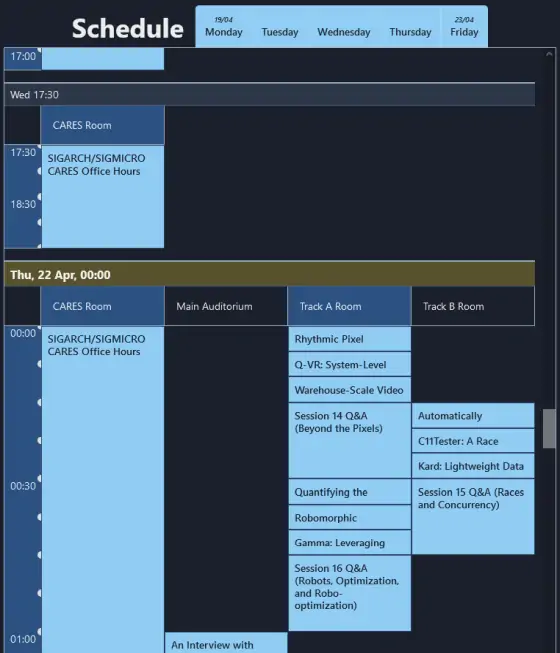 Schedule
19/04
Monday
Tuesday
Wednesday
Thursday
23/04
Friday
17:00
Wed 17:30
CARES Room
17:30
SIGARCH/SIGMICRO
CARES Office Hours
18:30
Thu, 22 Apr, 00:00
CARES Room
Main Auditorium
Track A Room
Track B Room
00:00
SIGARCH/SIGMICRO
CARES Office Hours
Rhythmic Pixel
Q-VR: System-Level
Warehouse-Scale Video
Session 14 Q&A
(Beyond the Pixels)
Automatically
C11Tester: A Race
Kard: Lightweight Data
00:30
Quantifying the
Session 15 Q&A (Races
and Concurrency)
Robomorphic
Gamma: Leveraging
Session 16 Q&A
(Robots, Optimization,
and Robo-
optimization)
01:00
An Interview with